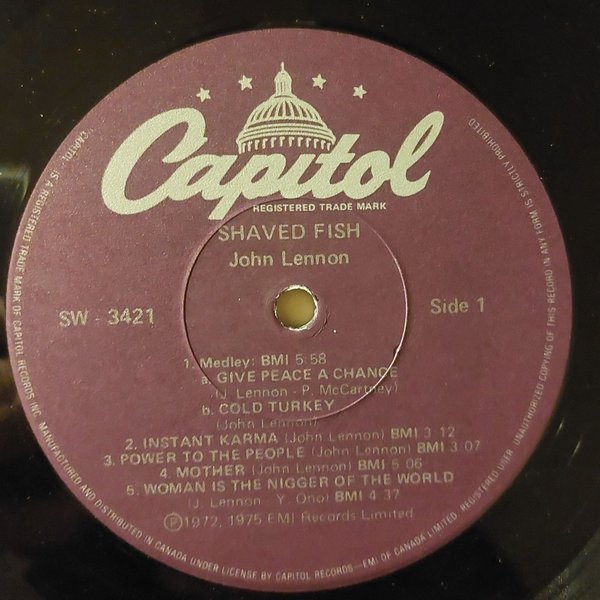 Capitol
REGISTERED TRADE MARK
SHAVED FISH
John Lennon
SW - 3421
Side 1
1. Medley: BMI 5:58
a. GIVE PEACE A CHANCE
(J. Lennon - P. McCartney)
b. COLD TURKEY
(John Lennon)
2. INSTANT KARMA (John Lennon) BMI 3:12
3. POWER TO THE PEOPLE (John Lennon) BMI 3:07
4. MOTHER (John Lennon) BMI 5:06
5. WOMAN IS THE NIGGER OF THE WORLD
(J. Lennon - Y. Ono) BMI 4:37
Ⓟ1972, 1975 EMI Records Limited
CAPITOL IS A REGISTERED TRADE MARK OF CAPITOL RECORDS INC. MANUFACTURED AND DISTRIBUTED IN CANADA UNDER LICENSE BY CAPITOL RECORDS—EMI OF CANADA LIMITED, REGISTERED USER. UNAUTHORIZED COPYING OF THIS RECORD IN ANY FORM IS STRICTLY PROHIBITED